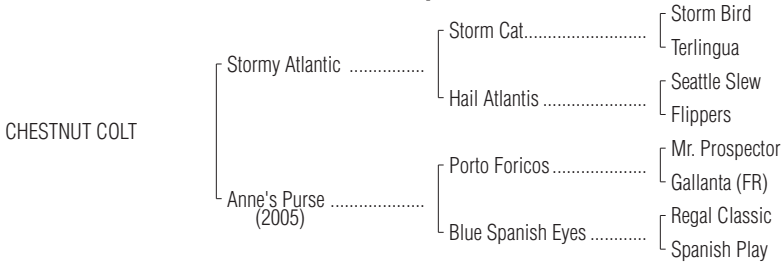 Storm Bird
Storm Cat........................
Terlingua
Stormy Atlantic ................
Seattle Slew
Hail Atlantis ......................
Flippers
CHESTNUT COLT
Mr. Prospector
Porto Foricos....................
Gallanta (FR)
Anne's Purse ....................
(2005)
Regal Classic
Blue Spanish Eyes ............
Spanish Play